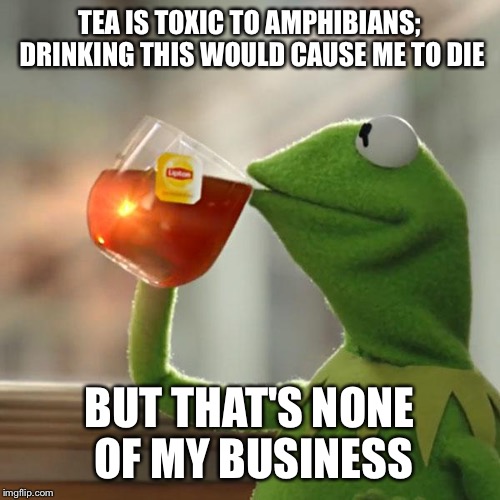 TEA IS TOXIC TO AMPHIBIANS;
DRINKING THIS WOULD CAUSE ME TO DIE
Lipton
BUT THAT'S NONE
OF MY BUSINESS
imgflip.com